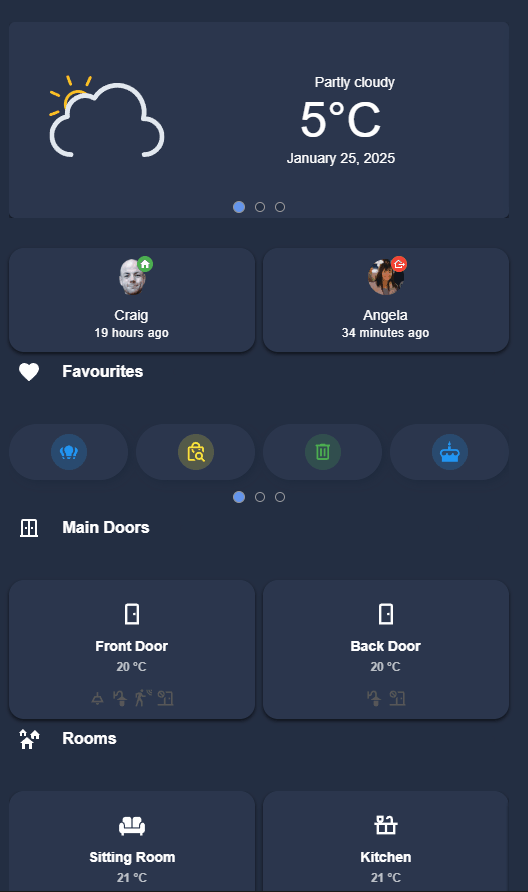 Partly cloudy
5°C
January 25, 2025
Craig
19 hours ago
Angela
34 minutes ago
Favourites
Main Doors
Front Door
20 °C
Back Door
20 °C
Rooms
Sitting Room
21 °C
Kitchen
21 °C